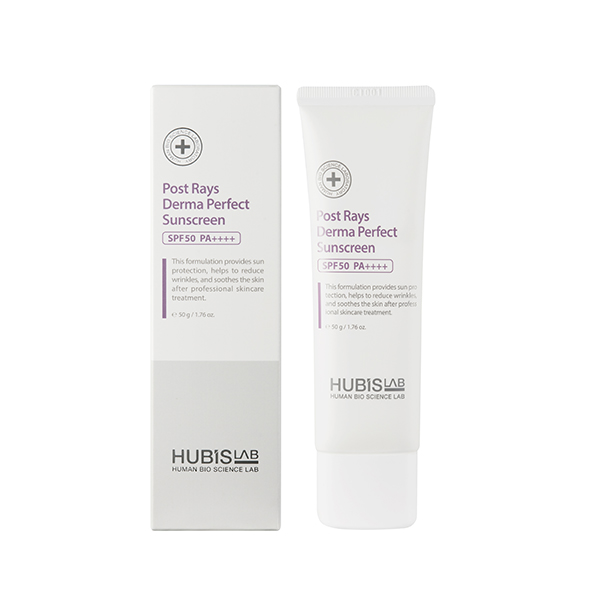 Post Rays
Derma Perfect
Sunscreen
SPF50 PA++++
This formulation provides sun
protection, helps to reduce
wrinkles, and soothes the skin
after professional skincare
treatment.
℮ 50 g / 1.76 oz.
HUBISLAB
HUMAN BIO SCIENCE LAB
Post Rays
Derma Perfect
Sunscreen
SPF50 PA++++
This formulation provides sun pro
tection, helps to reduce wrinkles,
and soothes the skin after profess
ional skincare treatment.
℮ 50 g / 1.76 oz.
HUBISLAB
HUMAN BIO SCIENCE LAB